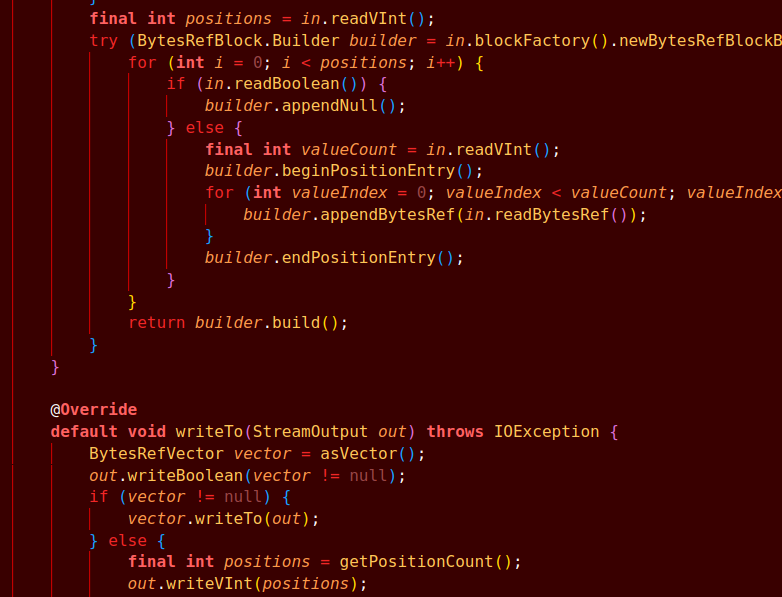 }
final int positions = in.readVInt();
try (BytesRefBlock.Builder builder = in.blockFactory().newBytesRefBlockB
for (int i = 0; i < positions; i++) {
if (in.readBoolean()) {
builder.appendNull();
} else {
final int valueCount = in.readVInt();
builder.beginPositionEntry();
for (int valueIndex = 0; valueIndex < valueCount; valueIndex
builder.appendBytesRef(in.readBytesRef());
}
builder.endPositionEntry();
}
}
return builder.build();
}
}
@Override
default void writeTo(StreamOutput out) throws IOException {
BytesRefVector vector = asVector();
out.writeBoolean(vector != null);
if (vector != null) {
vector.writeTo(out);
} else {
final int positions = getPositionCount();
out.writeVInt(positions);